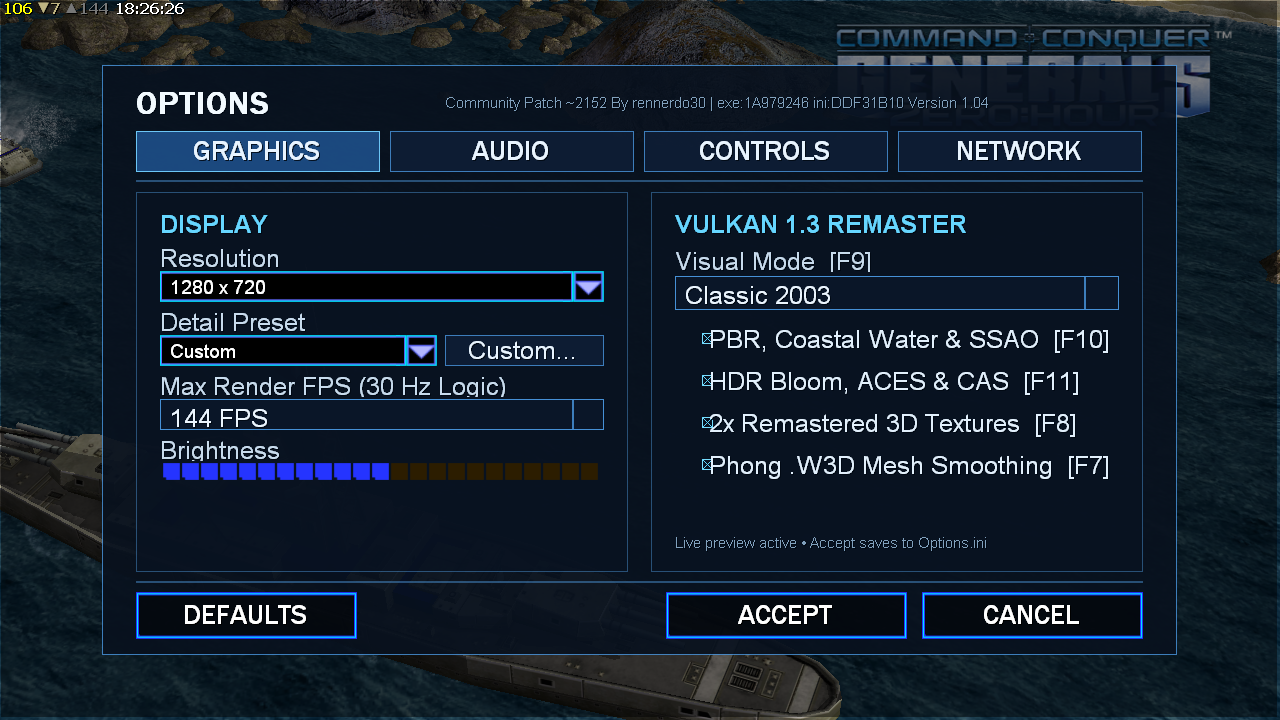 106 ▼7 ▲144 18:26:26
COMMAND & CONQUER™
GENERALS
ZERO:HOUR
OPTIONS
Community Patch ~2152 By rennerdo30 | exe:1A979246 ini:DDF31B10 Version 1.04
GRAPHICS
AUDIO
CONTROLS
NETWORK
DISPLAY
Resolution
1280 x 720
Detail Preset
Custom
Custom...
Max Render FPS (30 Hz Logic)
144 FPS
Brightness
VULKAN 1.3 REMASTER
Visual Mode [F9]
Classic 2003
PBR, Coastal Water & SSAO [F10]
HDR Bloom, ACES & CAS [F11]
2x Remastered 3D Textures [F8]
Phong .W3D Mesh Smoothing [F7]
Live preview active • Accept saves to Options.ini
DEFAULTS
ACCEPT
CANCEL